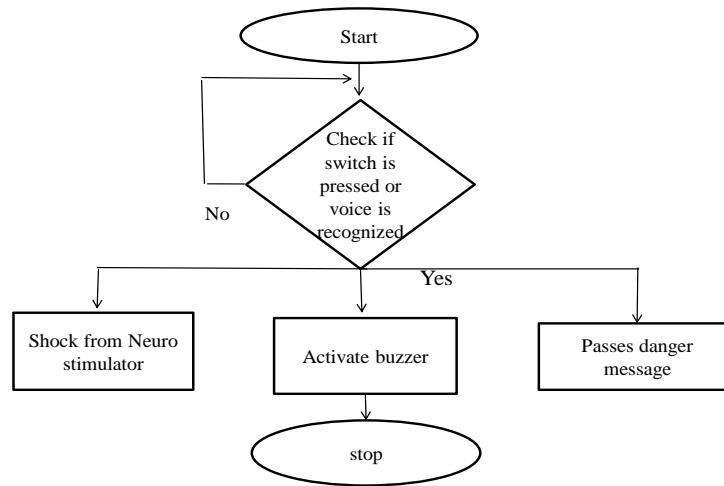 Start
Check if
switch is
pressed or
voice is
recognized
No
Yes
Shock from Neuro
stimulator
Activate buzzer
Passes danger
message
stop